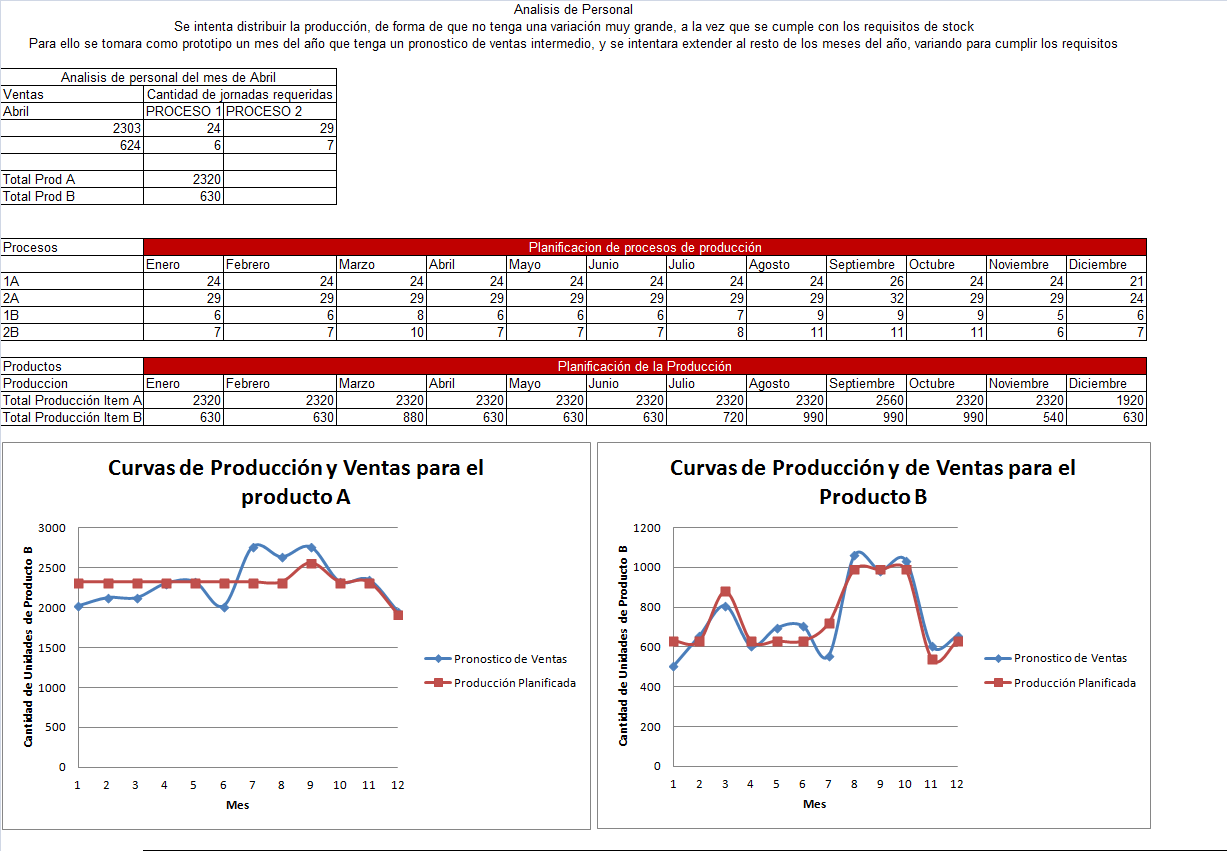 Analisis de Personal
Se intenta distribuir la producción, de forma de que no tenga una variación muy grande, a la vez que se cumple con los requisitos de stock
Para ello se tomara como prototipo un mes del año que tenga un pronostico de ventas intermedio, y se intentara extender al resto de los meses del año, variando para cumplir los requisitos
Analisis de personal del mes de Abril
Ventas Cantidad de jornadas requeridas
Abril PROCESO 1 PROCESO 2
2303 24 29
624 6 7
Total Prod A 2320
Total Prod B 630
Procesos Planificacion de procesos de producción
Enero Febrero Marzo Abril Mayo Junio Julio Agosto Septiembre Octubre Noviembre Diciembre
1A 24 24 24 24 24 24 24 24 26 24 24 21
2A 29 29 29 29 29 29 29 29 32 29 29 24
1B 6 6 8 6 6 6 7 9 9 9 5 6
2B 7 7 10 7 7 7 8 11 11 11 6 7
Productos Planificación de la Producción
Produccion Enero Febrero Marzo Abril Mayo Junio Julio Agosto Septiembre Octubre Noviembre Diciembre
Total Producción Item A 2320 2320 2320 2320 2320 2320 2320 2320 2560 2320 2320 1920
Total Producción Item B 630 630 880 630 630 630 720 990 990 990 540 630
Curvas de Producción y Ventas para el
producto A
Cantidad de Unidades de Producto B
3000
2500
2000
1500
1000
500
0
1 2 3 4 5 6 7 8 9 10 11 12
Mes
Pronostico de Ventas
Producción Planificada
Curvas de Producción y de Ventas para el
Producto B
Cantidad de Unidades de Producto B
1200
1000
800
600
400
200
0
1 2 3 4 5 6 7 8 9 10 11 12
Mes
Pronostico de Ventas
Producción Planificada